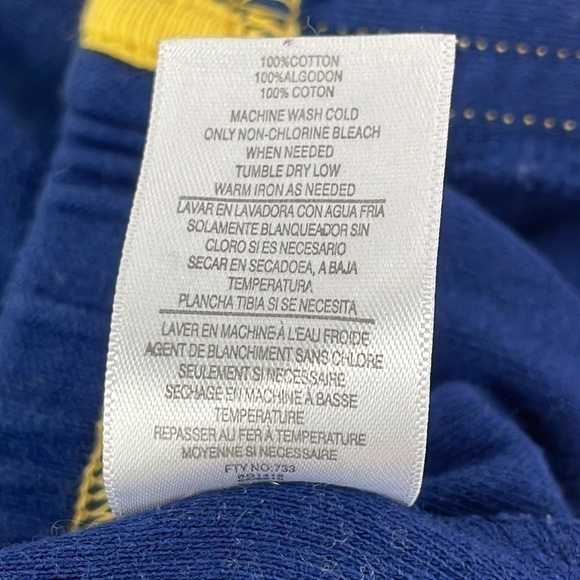 100%COTTON
100%ALGODON
100% COTON
MACHINE WASH COLD
ONLY NON-CHLORINE BLEACH
WHEN NEEDED
TUMBLE DRY LOW
WARM IRON AS NEEDED
LAVAR EN LAVADORA CON AGUA FRIA
SOLAMENTE BLANQUEADOR SIN
CLORO SI ES NECESARIO
SECAR EN SECADOEA, A BAJA
TEMPERATURA
PLANCHA TIBIA SI SE NECESITA
LAVER EN MACHINE À L'EAU FROIDE
AGENT DE BLANCHIMENT SANS CHLORE
SEULEMENT SI NECESSAIRE
SECHAGE EN MACHINE À BASSE
TEMPERATURE
REPASSER AU FER À TEMPERATURE
MOYENNE SI NECESSAIRE
FTY NO:733